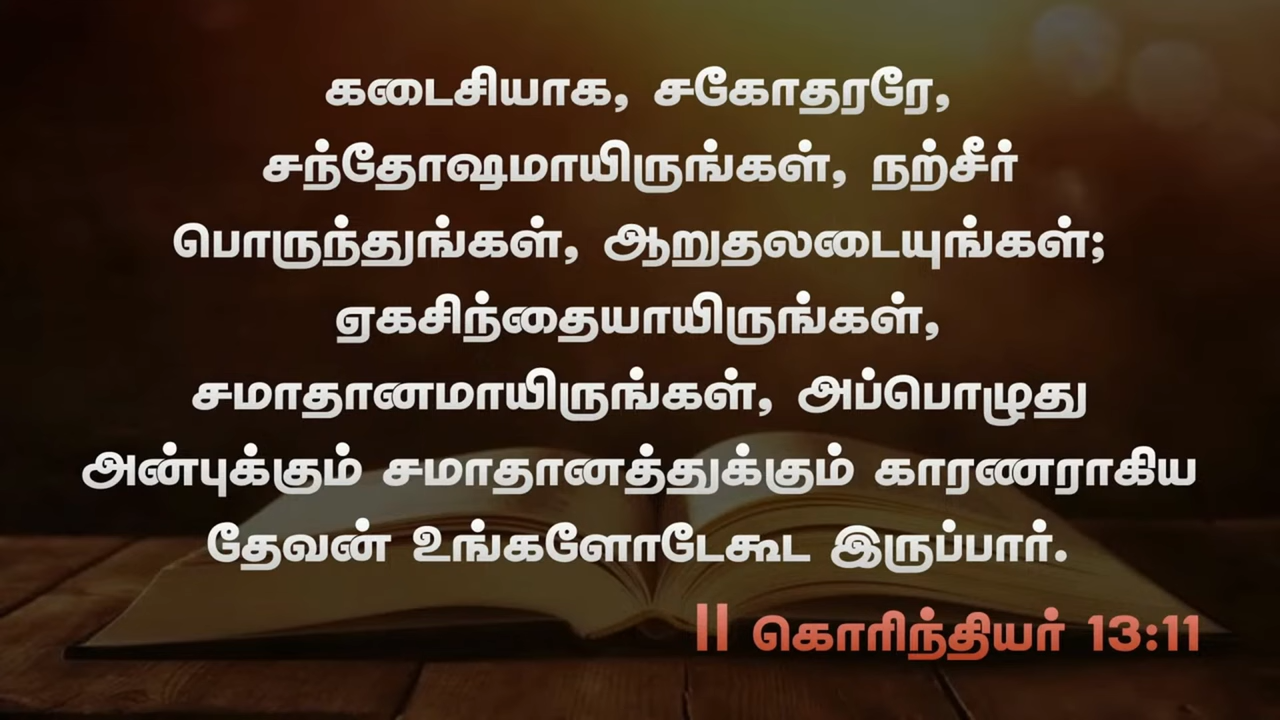 கடைசியாக, சகோதரரே,
சந்தோஷமாயிருங்கள், நற்சீர்
பொருந்துங்கள், ஆறுதலடையுங்கள்;
ஏகசிந்தையாயிருங்கள்,
சமாதானமாயிருங்கள், அப்பொழுது
அன்புக்கும் சமாதானத்துக்கும் காரணராகிய
தேவன் உங்களோடேகூட இருப்பார்.
II கொரிந்தியர் 13:11